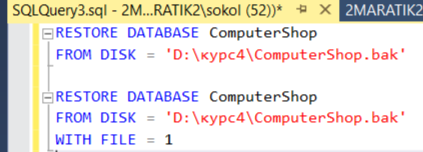 SQLQuery3.sql - 2M...RATIK2\sokol (52))* 2MARATIK2
RESTORE DATABASE ComputerShop
FROM DISK = 'D:\курс4\ComputerShop.bak'
RESTORE DATABASE ComputerShop
FROM DISK = 'D:\курс4\ComputerShop.bak'
WITH FILE = 1